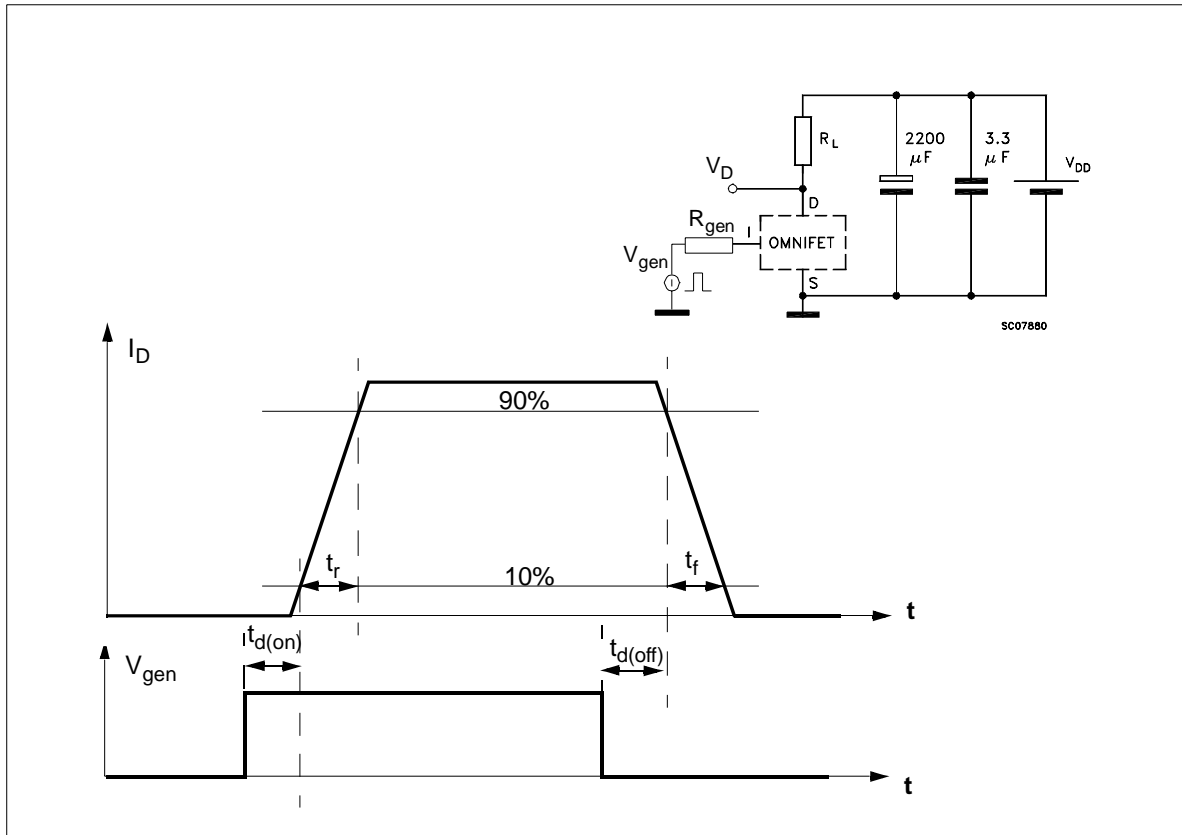 2200
μF
3.3
μF
R_L
V_DD
V_D
D
R_gen
I
OMNIFET
V_gen
S
SC07880
I_D
90%
t_r
10%
t_f
t
t_d(on)
t_d(off)
V_gen
t